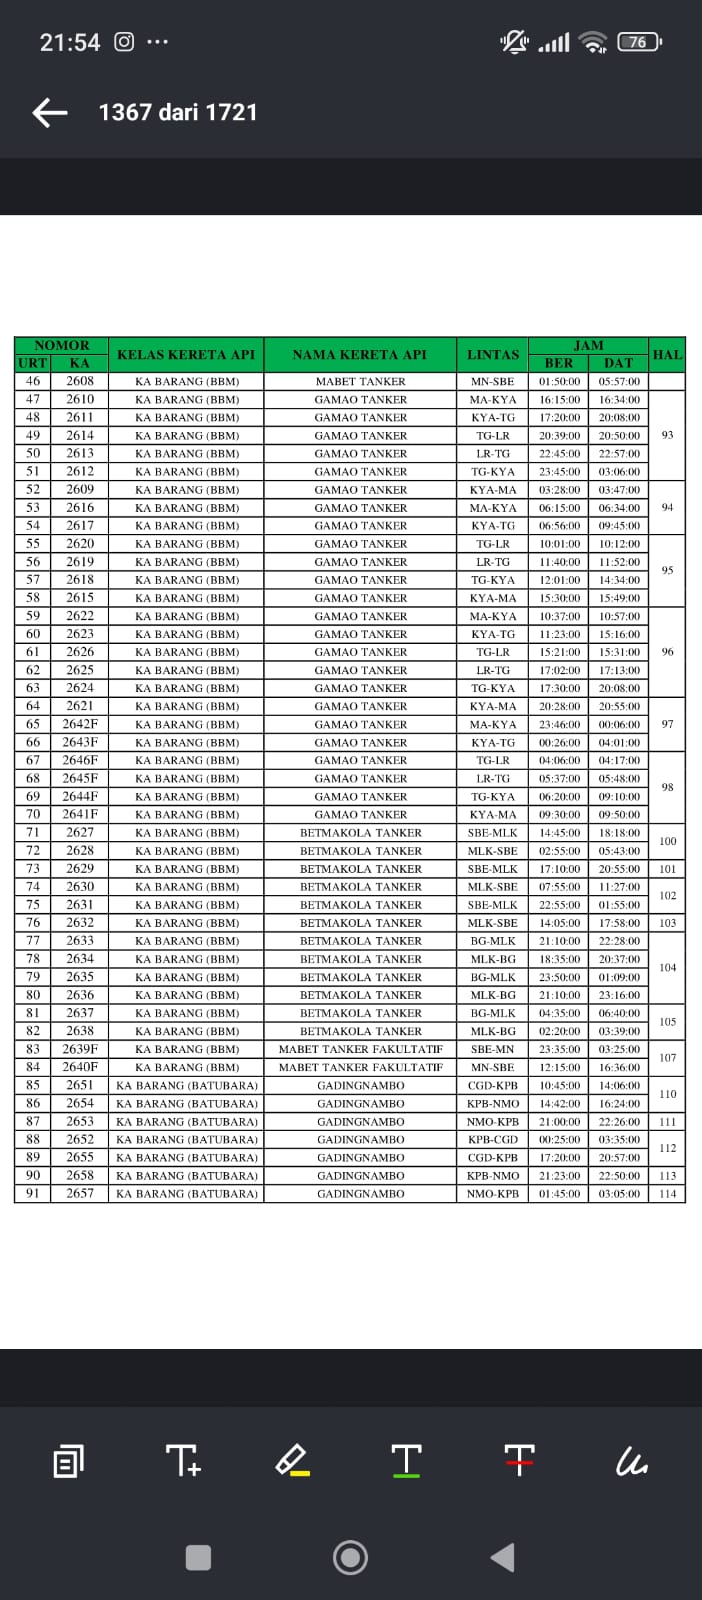 21:54 ... 76
1367 dari 1721
NOMOR KELAS KERETA API NAMA KERETA API LINTAS JAM HAL
URT KA BER DAT
46 2608 KA BARANG (BBM) MABET TANKER MN-SBE 01:50:00 05:57:00
47 2610 KA BARANG (BBM) GAMAO TANKER MA-KYA 16:15:00 16:34:00
48 2611 KA BARANG (BBM) GAMAO TANKER KYA-TG 17:20:00 20:08:00
49 2614 KA BARANG (BBM) GAMAO TANKER TG-LR 20:39:00 20:50:00 93
50 2613 KA BARANG (BBM) GAMAO TANKER LR-TG 22:45:00 22:57:00
51 2612 KA BARANG (BBM) GAMAO TANKER TG-KYA 23:45:00 03:06:00
52 2609 KA BARANG (BBM) GAMAO TANKER KYA-MA 03:28:00 03:47:00
53 2616 KA BARANG (BBM) GAMAO TANKER MA-KYA 06:15:00 06:34:00 94
54 2617 KA BARANG (BBM) GAMAO TANKER KYA-TG 06:56:00 09:45:00
55 2620 KA BARANG (BBM) GAMAO TANKER TG-LR 10:01:00 10:12:00
56 2619 KA BARANG (BBM) GAMAO TANKER LR-TG 11:40:00 11:52:00 95
57 2618 KA BARANG (BBM) GAMAO TANKER TG-KYA 12:01:00 14:34:00
58 2615 KA BARANG (BBM) GAMAO TANKER KYA-MA 15:30:00 15:49:00
59 2622 KA BARANG (BBM) GAMAO TANKER MA-KYA 10:37:00 10:57:00
60 2623 KA BARANG (BBM) GAMAO TANKER KYA-TG 11:23:00 15:16:00
61 2626 KA BARANG (BBM) GAMAO TANKER TG-LR 15:21:00 15:31:00 96
62 2625 KA BARANG (BBM) GAMAO TANKER LR-TG 17:02:00 17:13:00
63 2624 KA BARANG (BBM) GAMAO TANKER TG-KYA 17:30:00 20:08:00
64 2621 KA BARANG (BBM) GAMAO TANKER KYA-MA 20:28:00 20:55:00
65 2642F KA BARANG (BBM) GAMAO TANKER MA-KYA 23:46:00 00:06:00 97
66 2643F KA BARANG (BBM) GAMAO TANKER KYA-TG 00:26:00 04:01:00
67 2646F KA BARANG (BBM) GAMAO TANKER TG-LR 04:06:00 04:17:00
68 2645F KA BARANG (BBM) GAMAO TANKER LR-TG 05:37:00 05:48:00 98
69 2644F KA BARANG (BBM) GAMAO TANKER TG-KYA 06:20:00 09:10:00
70 2641F KA BARANG (BBM) GAMAO TANKER KYA-MA 09:30:00 09:50:00
71 2627 KA BARANG (BBM) BETMAKOLA TANKER SBE-MLK 14:45:00 18:18:00 100
72 2628 KA BARANG (BBM) BETMAKOLA TANKER MLK-SBE 02:55:00 05:43:00
73 2629 KA BARANG (BBM) BETMAKOLA TANKER SBE-MLK 17:10:00 20:55:00 101
74 2630 KA BARANG (BBM) BETMAKOLA TANKER MLK-SBE 07:55:00 11:27:00 102
75 2631 KA BARANG (BBM) BETMAKOLA TANKER SBE-MLK 22:55:00 01:55:00
76 2632 KA BARANG (BBM) BETMAKOLA TANKER MLK-SBE 14:05:00 17:58:00 103
77 2633 KA BARANG (BBM) BETMAKOLA TANKER BG-MLK 21:10:00 22:28:00
78 2634 KA BARANG (BBM) BETMAKOLA TANKER MLK-BG 18:35:00 20:37:00 104
79 2635 KA BARANG (BBM) BETMAKOLA TANKER BG-MLK 23:50:00 01:09:00
80 2636 KA BARANG (BBM) BETMAKOLA TANKER MLK-BG 21:10:00 23:16:00
81 2637 KA BARANG (BBM) BETMAKOLA TANKER BG-MLK 04:35:00 06:40:00 105
82 2638 KA BARANG (BBM) BETMAKOLA TANKER MLK-BG 02:20:00 03:39:00
83 2639F KA BARANG (BBM) MABET TANKER FAKULTATIF SBE-MN 23:35:00 03:25:00 107
84 2640F KA BARANG (BBM) MABET TANKER FAKULTATIF MN-SBE 12:15:00 16:36:00
85 2651 KA BARANG (BATUBARA) GADINGNAMBO CGD-KPB 10:45:00 14:06:00 110
86 2654 KA BARANG (BATUBARA) GADINGNAMBO KPB-NMO 14:42:00 16:24:00
87 2653 KA BARANG (BATUBARA) GADINGNAMBO NMO-KPB 21:00:00 22:26:00 111
88 2652 KA BARANG (BATUBARA) GADINGNAMBO KPB-CGD 00:25:00 03:35:00 112
89 2655 KA BARANG (BATUBARA) GADINGNAMBO CGD-KPB 17:20:00 20:57:00
90 2658 KA BARANG (BATUBARA) GADINGNAMBO KPB-NMO 21:23:00 22:50:00 113
91 2657 KA BARANG (BATUBARA) GADINGNAMBO NMO-KPB 01:45:00 03:05:00 114